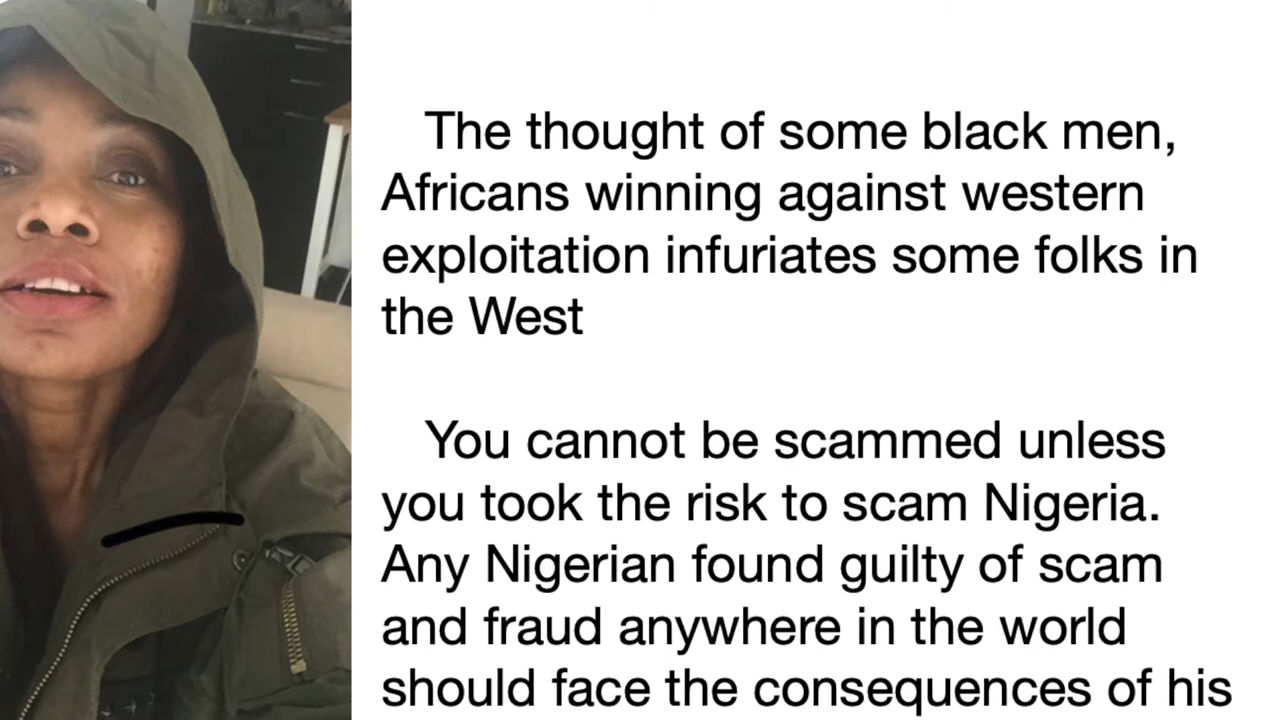 The thought of some black men,
Africans winning against western
exploitation infuriates some folks in
the West
You cannot be scammed unless
you took the risk to scam Nigeria.
Any Nigerian found guilty of scam
and fraud anywhere in the world
should face the consequences of his